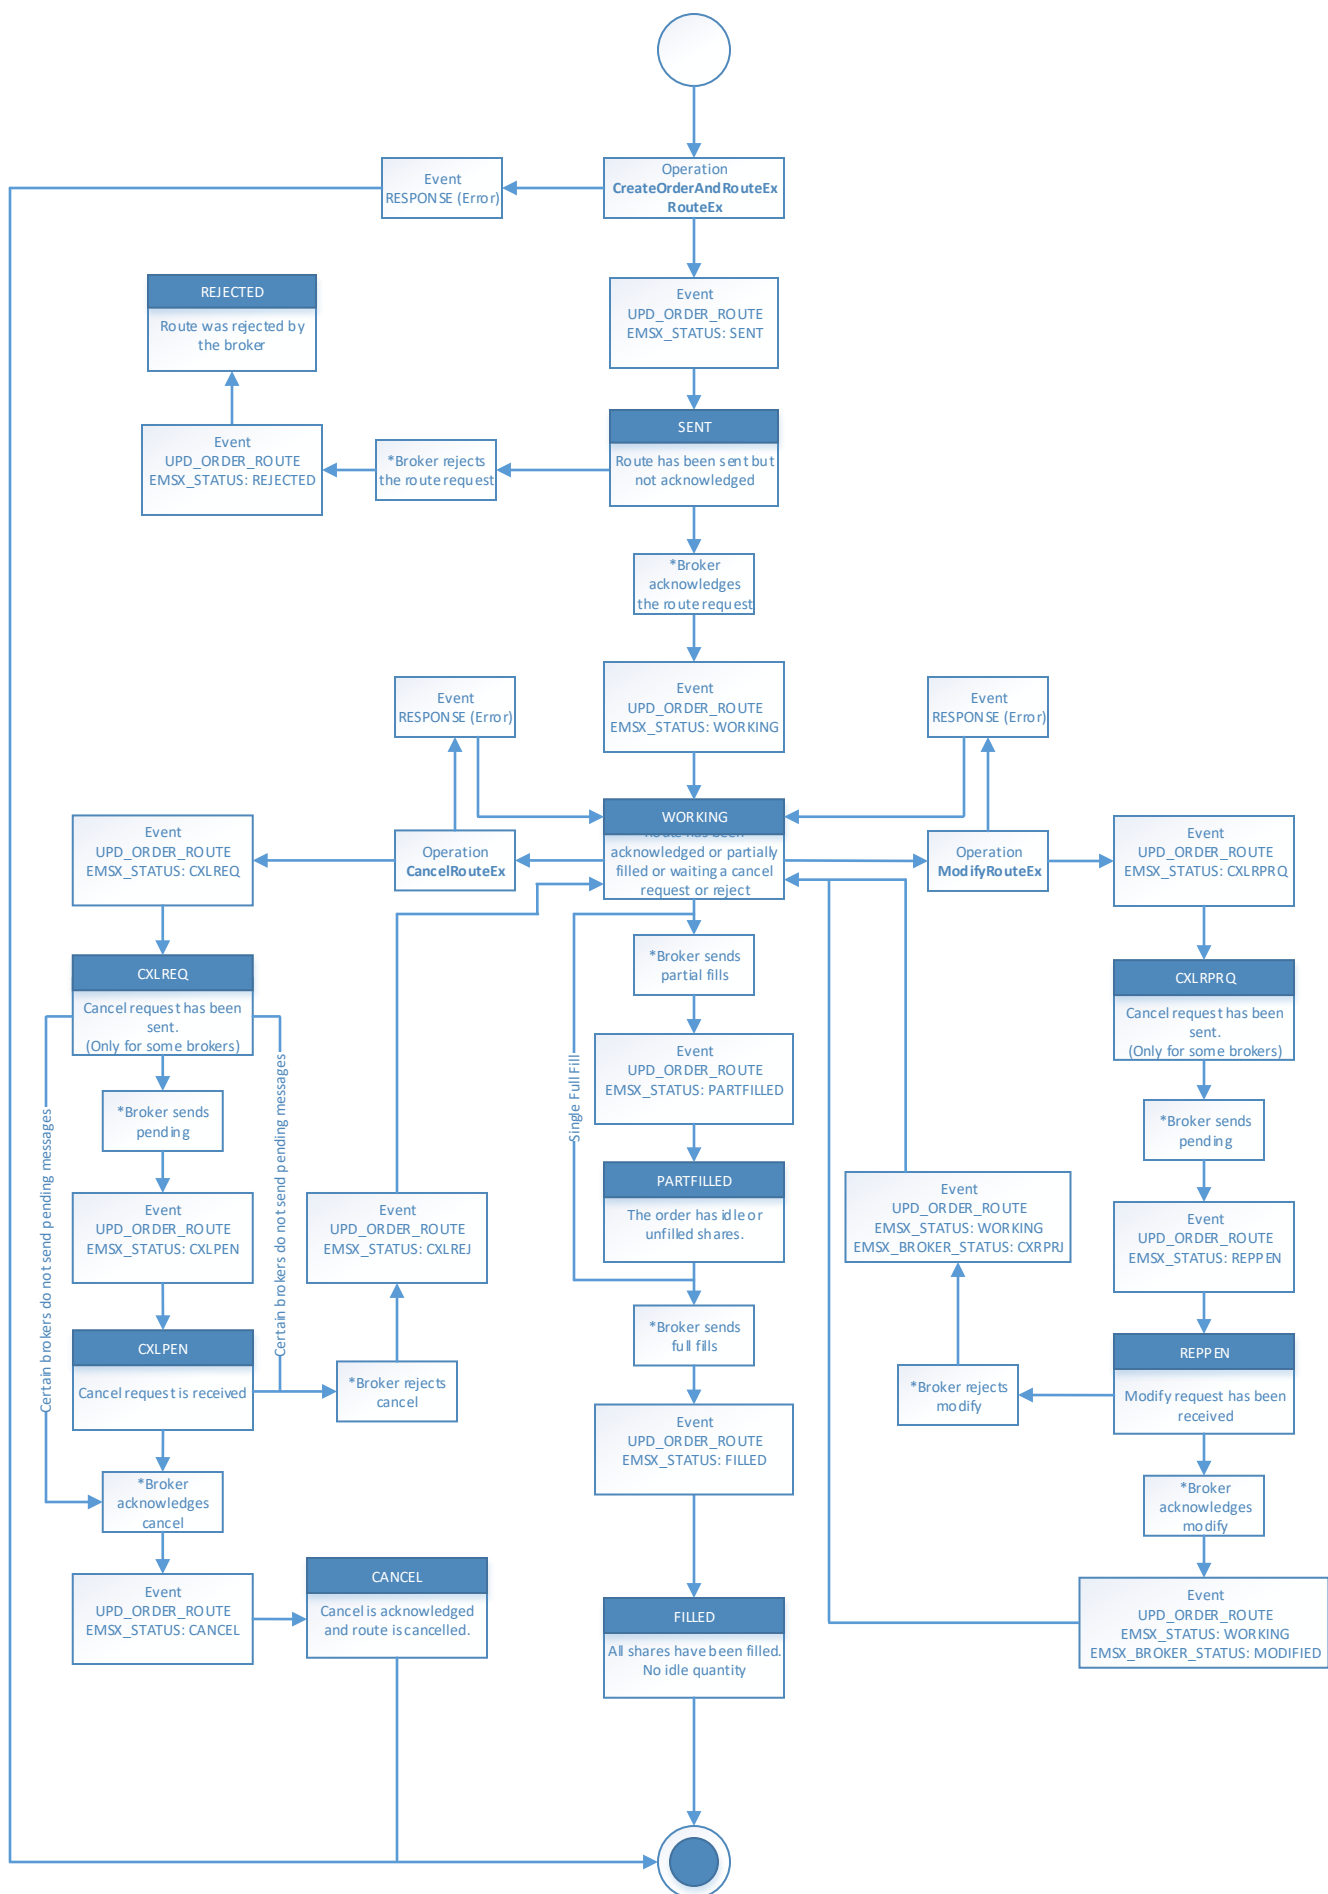 Operation
CreateOrderAndRouteEx
RouteEx
Event
RESPONSE (Error)
Event
UPD_ORDER_ROUTE
EMSX_STATUS: SENT
REJECTED
Route was rejected by
the broker
SENT
Route has been sent but
not acknowledged
*Broker rejects
the route request
Event
UPD_ORDER_ROUTE
EMSX_STATUS: REJECTED
*Broker
acknowledges
the route request
Event
UPD_ORDER_ROUTE
EMSX_STATUS: WORKING
Event
RESPONSE (Error)
Event
RESPONSE (Error)
WORKING
Route has been
acknowledged or partially
filled or waiting a cancel
request or reject
Operation
CancelRouteEx
Operation
ModifyRouteEx
Event
UPD_ORDER_ROUTE
EMSX_STATUS: CXLREQ
Event
UPD_ORDER_ROUTE
EMSX_STATUS: CXLRPRQ
CXLREQ
Cancel request has been
sent.
(Only for some brokers)
*Broker sends
pending
Certain brokers do not send pending messages
Certain brokers do not send pending messages
Event
UPD_ORDER_ROUTE
EMSX_STATUS: CXLPEN
CXLPEN
Cancel request is received
*Broker rejects
cancel
Event
UPD_ORDER_ROUTE
EMSX_STATUS: CXLREJ
*Broker
acknowledges
cancel
Event
UPD_ORDER_ROUTE
EMSX_STATUS: CANCEL
CANCEL
Cancel is acknowledged
and route is cancelled.
*Broker sends
partial fills
Event
UPD_ORDER_ROUTE
EMSX_STATUS: PARTFILLED
Single Full Fill
PARTFILLED
The order has idle or
unfilled shares.
*Broker sends
full fills
Event
UPD_ORDER_ROUTE
EMSX_STATUS: FILLED
FILLED
All shares have been filled.
No idle quantity
CXLRPRQ
Cancel request has been
sent.
(Only for some brokers)
*Broker sends
pending
Event
UPD_ORDER_ROUTE
EMSX_STATUS: REPPEN
REPPEN
Modify request has been
received
*Broker rejects
modify
Event
UPD_ORDER_ROUTE
EMSX_STATUS: WORKING
EMSX_BROKER_STATUS: CXRPRJ
*Broker
acknowledges
modify
Event
UPD_ORDER_ROUTE
EMSX_STATUS: WORKING
EMSX_BROKER_STATUS: MODIFIED